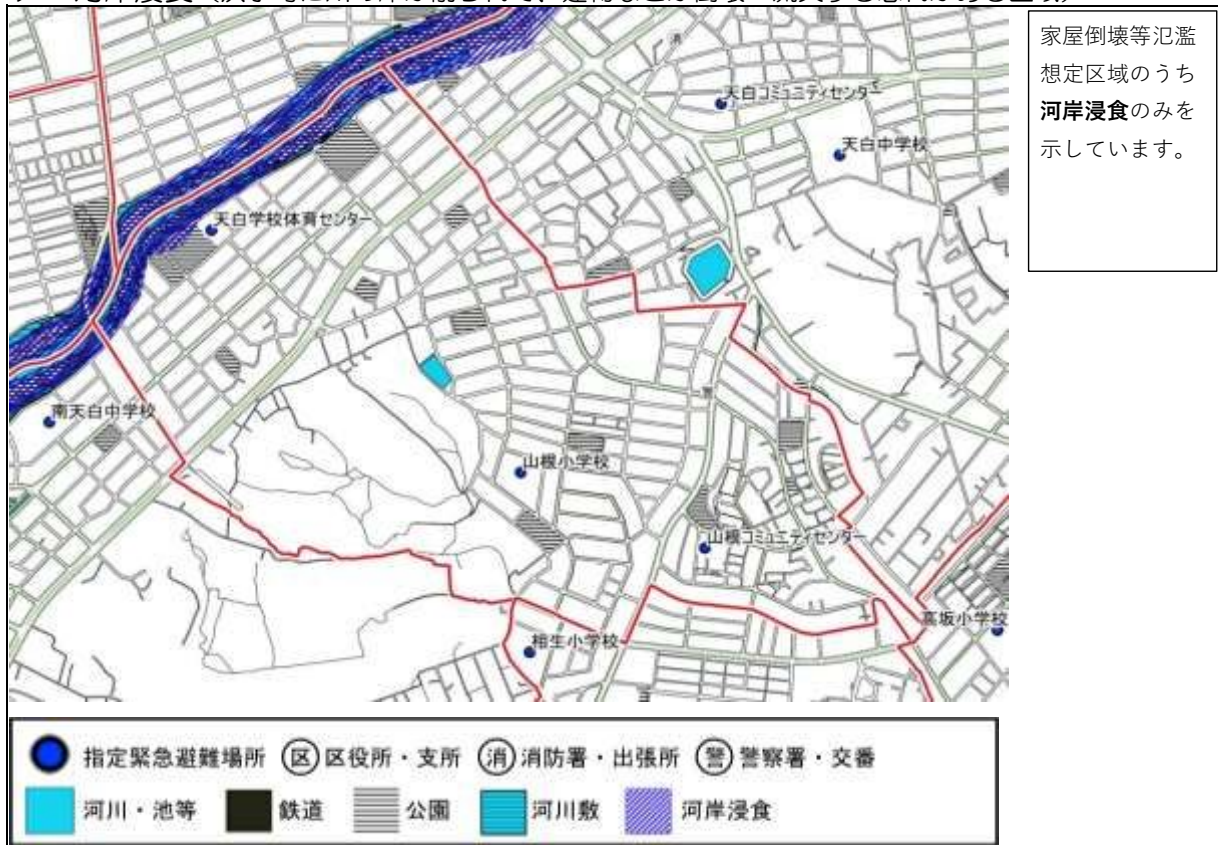 家屋倒壊等氾濫
想定区域のうち
河岸浸食のみを
示しています。
消
天白コミュニティセンター
天白中学校
天白学校体育センター
南天白中学校
山根小学校
山根コミュニティセンター
高坂小学校
相生小学校
指定緊急避難場所 区 区役所・支所 消 消防署・出張所 警 警察署・交番
河川・池等 鉄道 公園 河川敷 河岸浸食